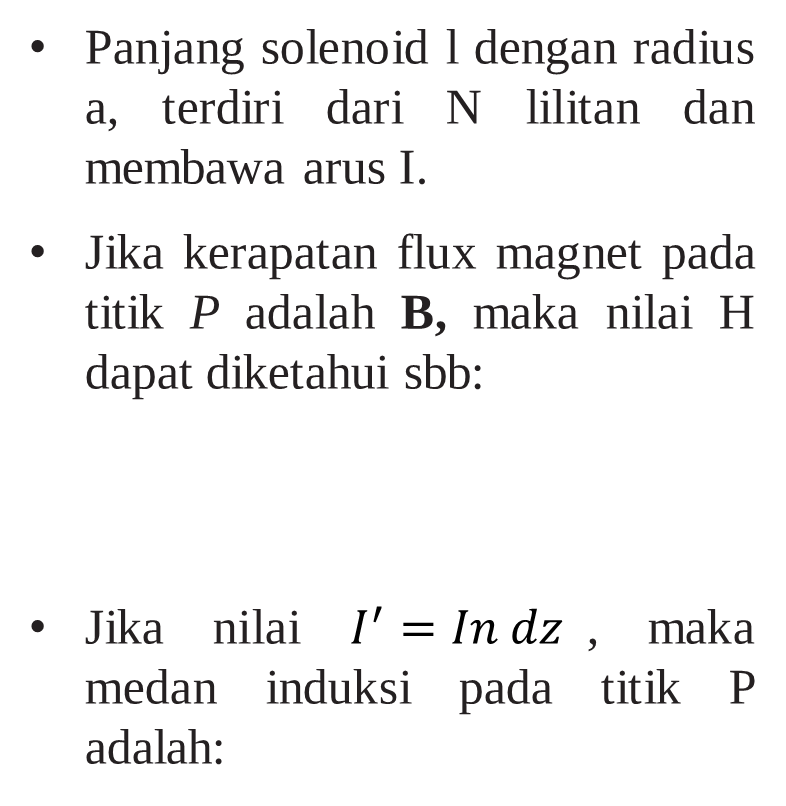 • Panjang solenoid l dengan radius
a, terdiri dari N lilitan dan
membawa arus I.
• Jika kerapatan flux magnet pada
titik P adalah B, maka nilai H
dapat diketahui sbb:
• Jika nilai I′ = In dz , maka
medan induksi pada titik P
adalah: